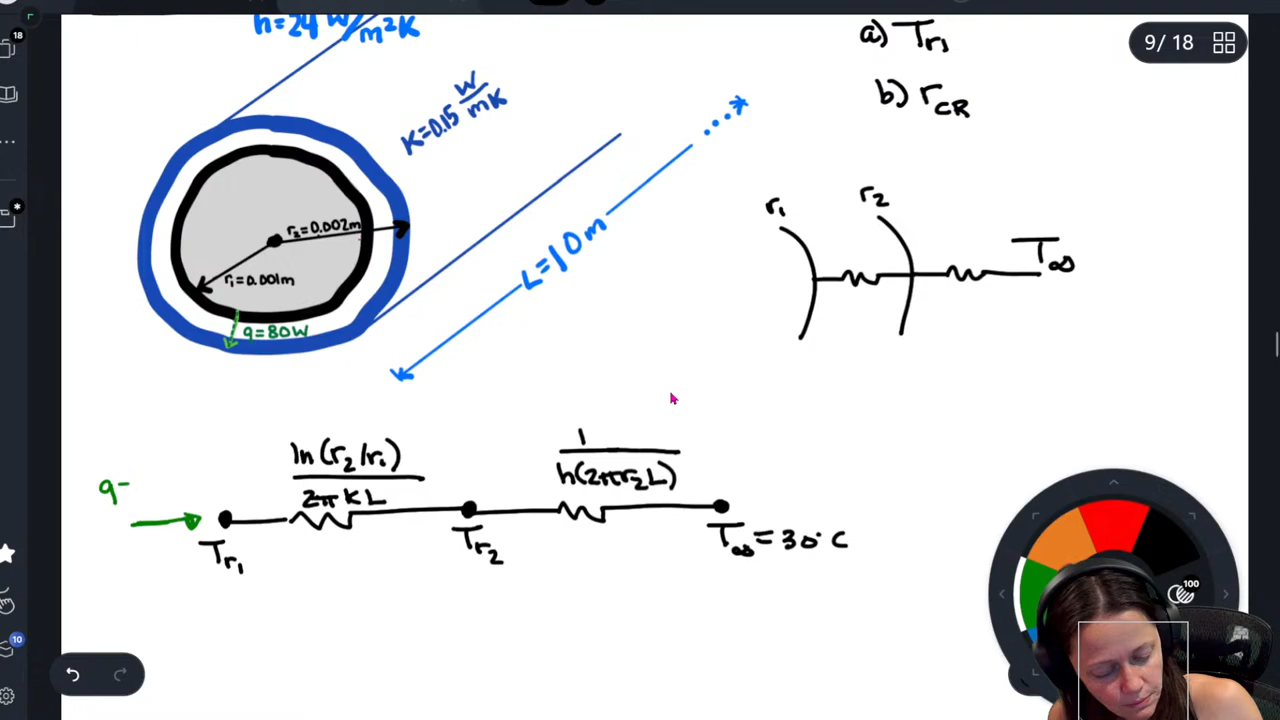 h=24 W/m²K
a) Tr₁
9/18
18
b) rCR
K=0.15 W/mK
r₁
r₂
T∞
r₂=0.002m
r₁=0.001m
L=10m
q=80W
ln(r₂/r₁)
2πKL
1
h(2πr₂L)
q-
Tr₁
Tr₂
T∞=30°C
100
10